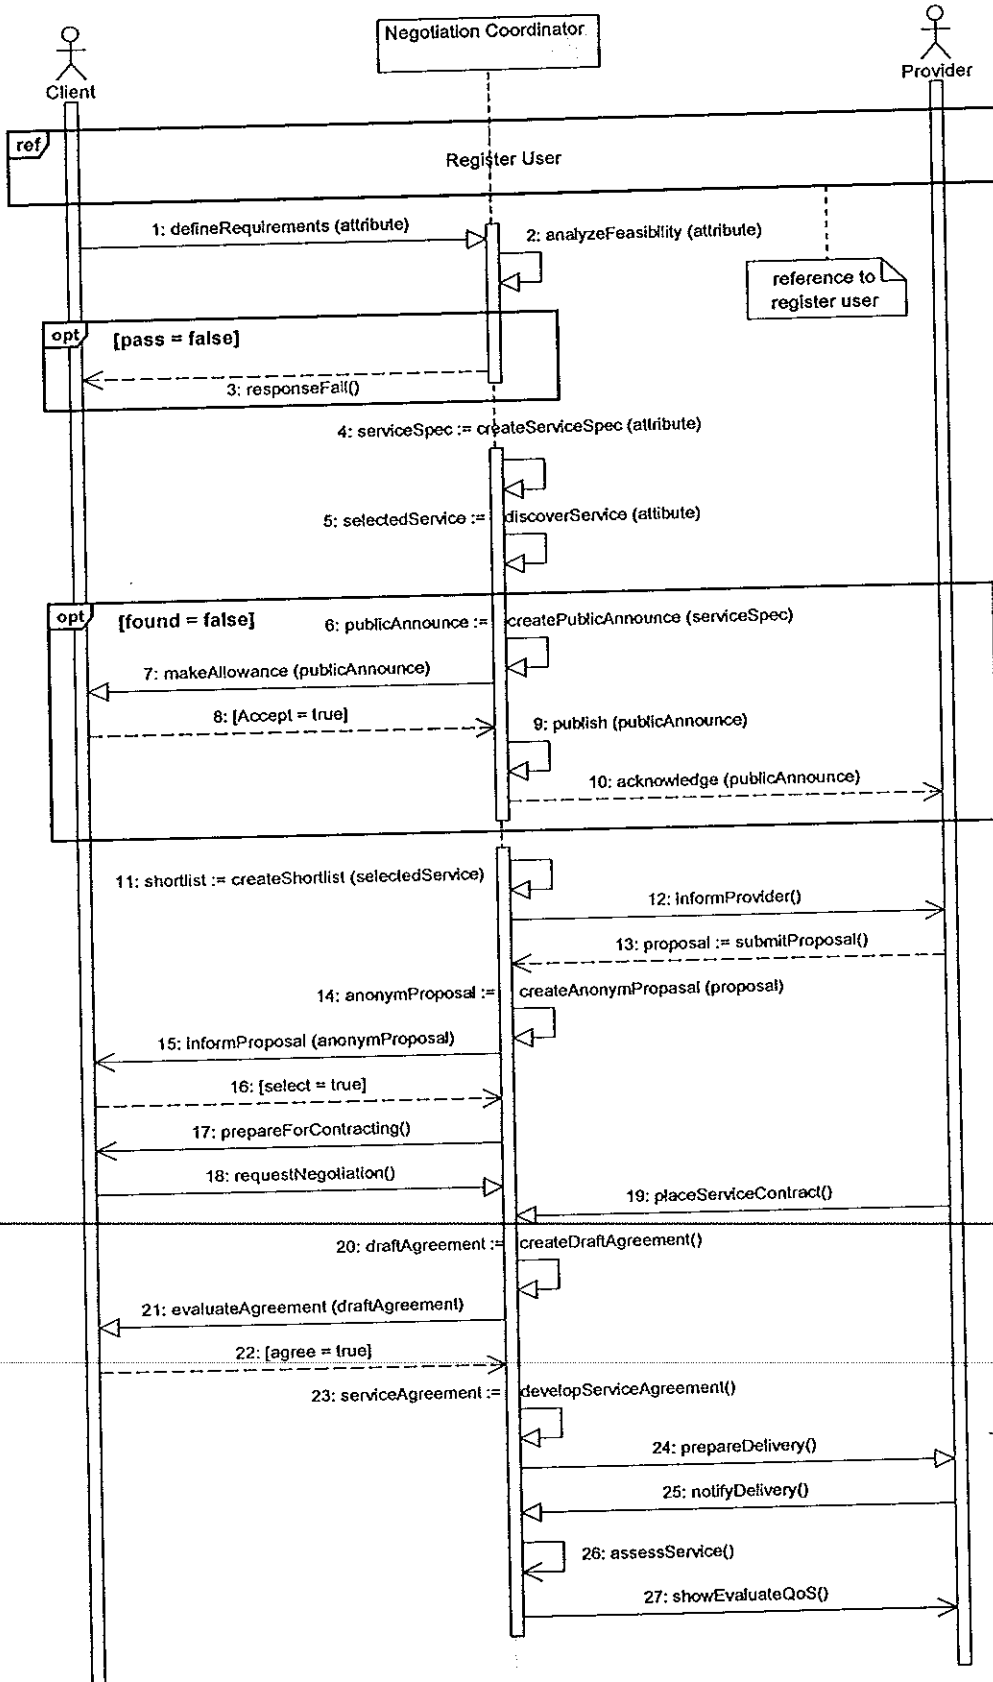 Negotiation Coordinator
Client
Provider
ref
Register User
1: defineRequirements (attribute)
2: analyzeFeasibility (attribute)
reference to
register user
opt
[pass = false]
3: responseFail()
4: serviceSpec := createServiceSpec (attribute)
5: selectedService := discoverService (attibute)
opt
[found = false]
6: publicAnnounce := createPublicAnnounce (serviceSpec)
7: makeAllowance (publicAnnounce)
8: [Accept = true]
9: publish (publicAnnounce)
10: acknowledge (publicAnnounce)
11: shortlist := createShortlist (selectedService)
12: informProvider()
13: proposal := submitProposal()
14: anonymProposal := createAnonymPropasal (proposal)
15: informProposal (anonymProposal)
16: [select = true]
17: prepareForContracting()
18: requestNegotiation()
19: placeServiceContract()
20: draftAgreement := createDraftAgreement()
21: evaluateAgreement (draftAgreement)
22: [agree = true]
23: serviceAgreement := developServiceAgreement()
24: prepareDelivery()
25: notifyDelivery()
26: assessService()
27: showEvaluateQoS()